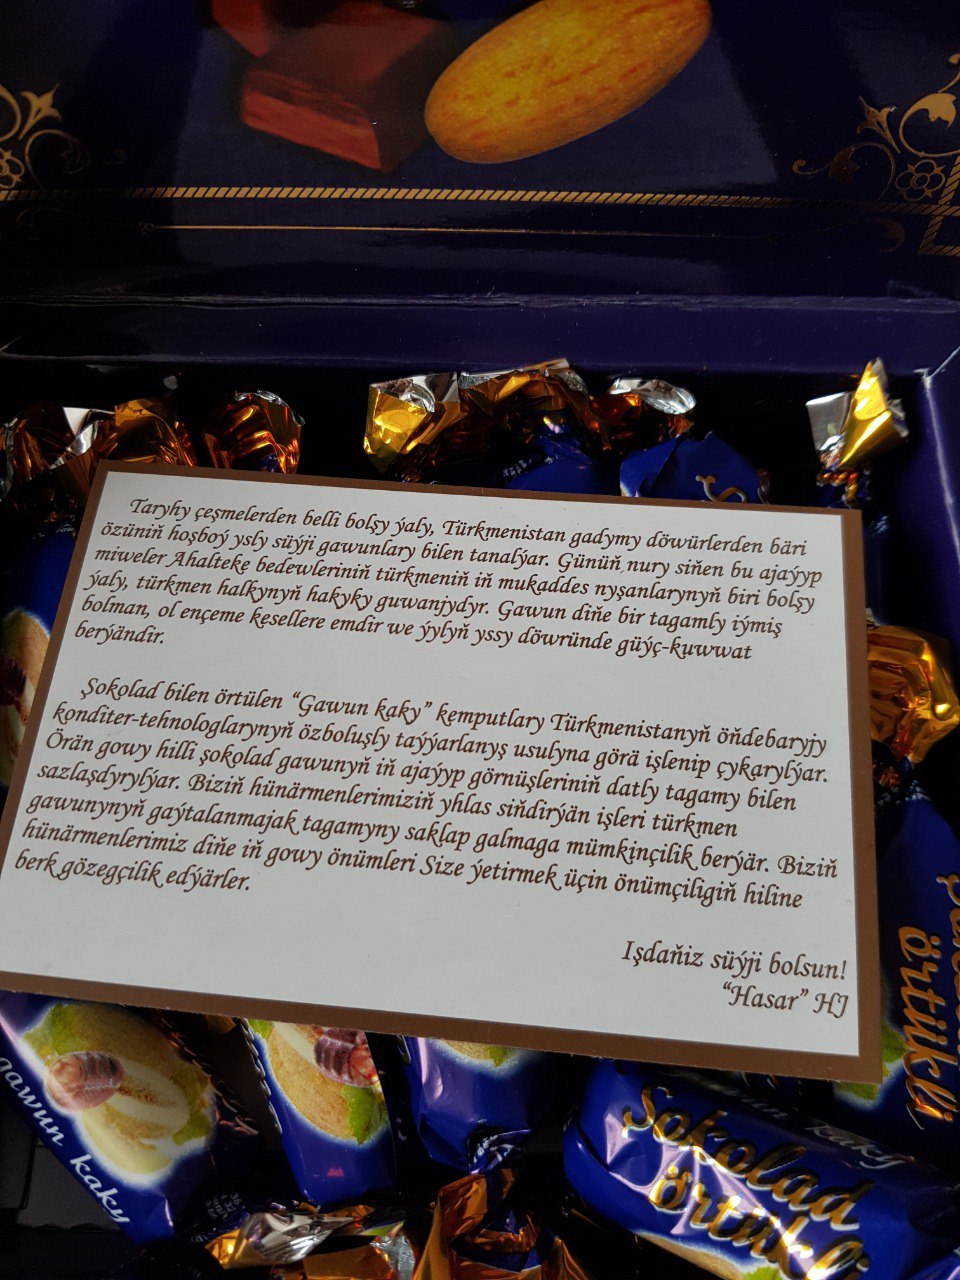 Taryhy çeşmelerden belli bolşy ýaly, Türkmenistan gadymy döwürlerden bäri
özüniň hoşboý ysly süýji gawunlary bilen tanalýar. Günüň nury siňen bu ajaýyp
miweler Ahalteke bedewleriniň türkmeniň iň mukaddes nyşanlarynyň biri bolşy
ýaly, türkmen halkynyň hakyky guwanjydyr. Gawun diňe bir tagamly iýmiş
bolman, ol ençeme kesellere emdir we ýylyň yssy döwründe güýç-kuwwat
berýändir.
Şokolad bilen örtülen “Gawun kaky” kemputlary Türkmenistanyň öňdebaryjy
konditer-tehnologlarynyň özboluşly taýýarlanyş usulyna görä işlenip çykarylýar.
Örän gowy hilli şokolad gawunyň iň ajaýyp görnüşleriniň datly tagamy bilen
sazlaşdyrylýar. Biziň hünärmenlerimiziň yhlas siňdirýän işleri türkmen
gawunynyň gaýtalanmajak tagamyny saklap galmaga mümkinçilik berýär. Biziň
hünärmenlerimiz diňe iň gowy önümleri Size ýetirmek üçin önümçiligiň hiline
berk gözegçilik edýärler.
Işdaňiz süýji bolsun!
“Hasar” HJ
gawun kaky
gawun kaky
Şokolad
örtükli
örtükli